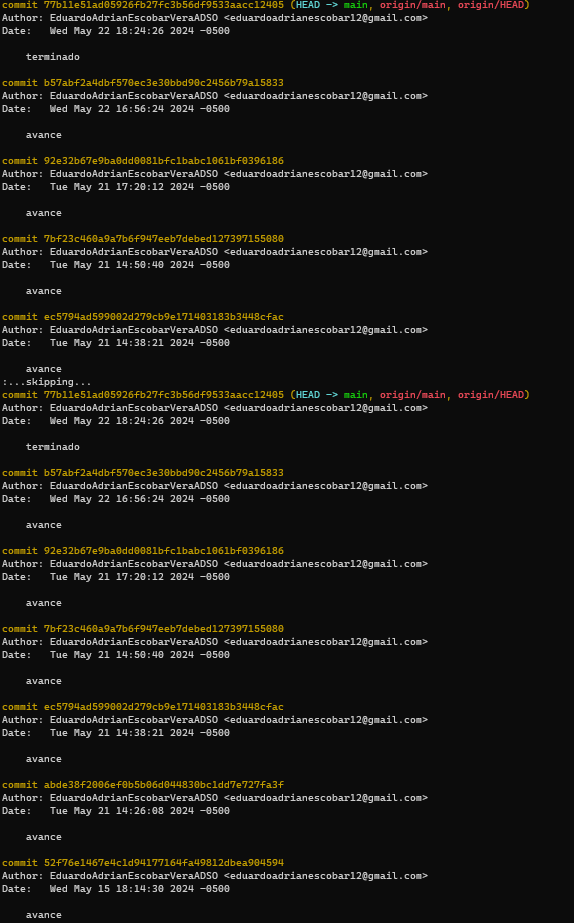 commit 77b11e51ad05926fb27fc3b56df9533aacc12405 (HEAD -> main, origin/main, origin/HEAD)
Author: EduardoAdrianEscobarVeraADSO <eduardoadrianescobar12@gmail.com>
Date:   Wed May 22 18:24:26 2024 -0500
terminado
commit b57abf2a4dbf570ec3e30bbd90c2456b79a15833
Author: EduardoAdrianEscobarVeraADSO <eduardoadrianescobar12@gmail.com>
Date:   Wed May 22 16:56:24 2024 -0500
avance
commit 92e32b67e9ba0dd0081bfc1babc1061bf0396186
Author: EduardoAdrianEscobarVeraADSO <eduardoadrianescobar12@gmail.com>
Date:   Tue May 21 17:20:12 2024 -0500
avance
commit 7bf23c460a9a7b6f947eeb7debed127397155080
Author: EduardoAdrianEscobarVeraADSO <eduardoadrianescobar12@gmail.com>
Date:   Tue May 21 14:50:40 2024 -0500
avance
commit ec5794ad599002d279cb9e171403183b3448cfac
Author: EduardoAdrianEscobarVeraADSO <eduardoadrianescobar12@gmail.com>
Date:   Tue May 21 14:38:21 2024 -0500
avance
:...skipping...
commit 77b11e51ad05926fb27fc3b56df9533aacc12405 (HEAD -> main, origin/main, origin/HEAD)
Author: EduardoAdrianEscobarVeraADSO <eduardoadrianescobar12@gmail.com>
Date:   Wed May 22 18:24:26 2024 -0500
terminado
commit b57abf2a4dbf570ec3e30bbd90c2456b79a15833
Author: EduardoAdrianEscobarVeraADSO <eduardoadrianescobar12@gmail.com>
Date:   Wed May 22 16:56:24 2024 -0500
avance
commit 92e32b67e9ba0dd0081bfc1babc1061bf0396186
Author: EduardoAdrianEscobarVeraADSO <eduardoadrianescobar12@gmail.com>
Date:   Tue May 21 17:20:12 2024 -0500
avance
commit 7bf23c460a9a7b6f947eeb7debed127397155080
Author: EduardoAdrianEscobarVeraADSO <eduardoadrianescobar12@gmail.com>
Date:   Tue May 21 14:50:40 2024 -0500
avance
commit ec5794ad599002d279cb9e171403183b3448cfac
Author: EduardoAdrianEscobarVeraADSO <eduardoadrianescobar12@gmail.com>
Date:   Tue May 21 14:38:21 2024 -0500
avance
commit abde38f2006ef0b5b06d044830bc1dd7e727fa3f
Author: EduardoAdrianEscobarVeraADSO <eduardoadrianescobar12@gmail.com>
Date:   Tue May 21 14:26:08 2024 -0500
avance
commit 52f76e1467e4c1d94177164fa49812dbea904594
Author: EduardoAdrianEscobarVeraADSO <eduardoadrianescobar12@gmail.com>
Date:   Wed May 15 18:14:30 2024 -0500
avance